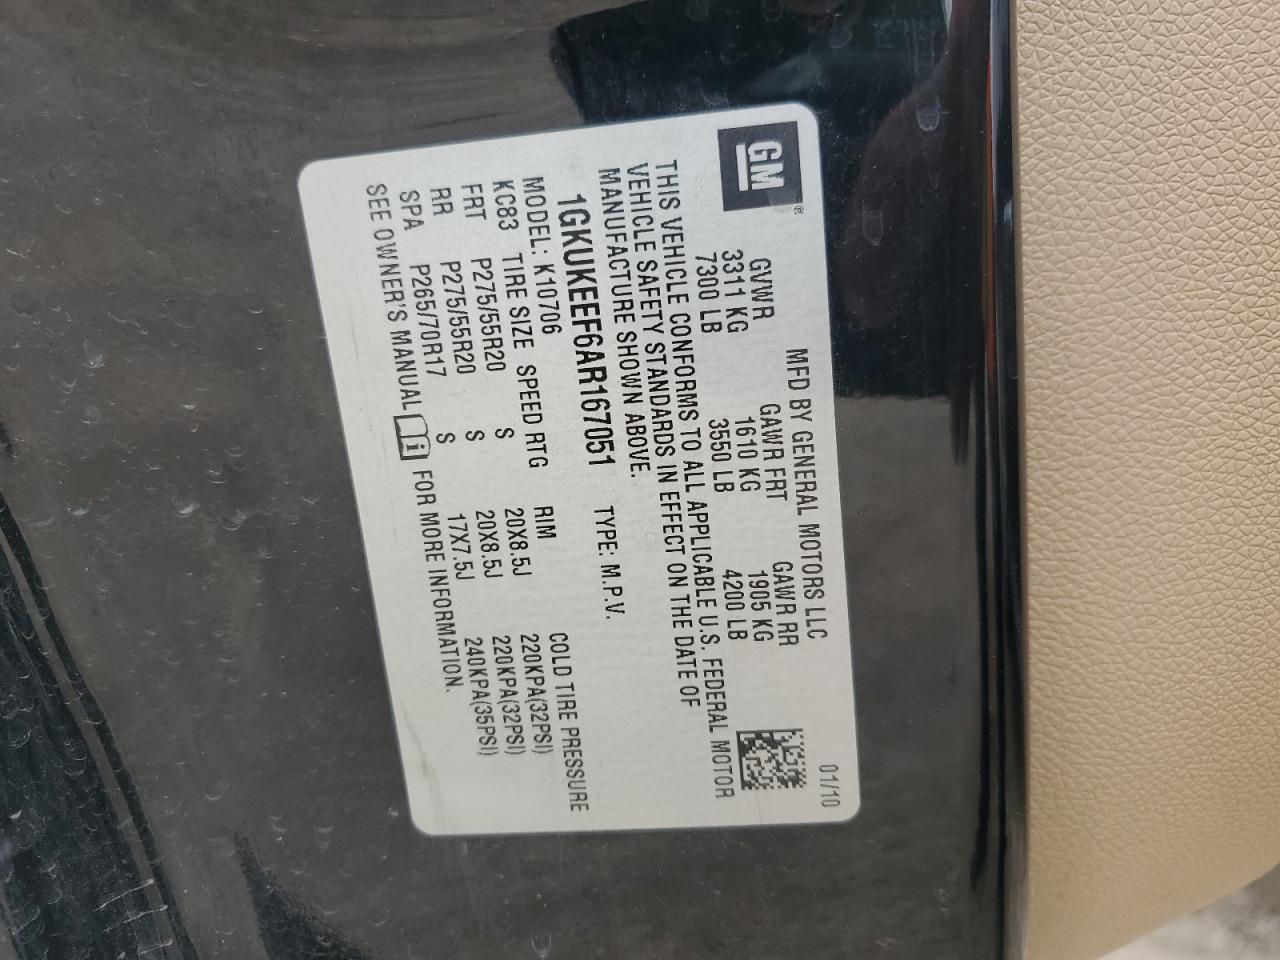 GM®
MFD BY GENERAL MOTORS LLC 01/10
GVWR GAWR FRT GAWR RR
3311 KG 1610 KG 1905 KG
7300 LB 3550 LB 4200 LB
THIS VEHICLE CONFORMS TO ALL APPLICABLE U.S. FEDERAL MOTOR
VEHICLE SAFETY STANDARDS IN EFFECT ON THE DATE OF
MANUFACTURE SHOWN ABOVE.
1GKUKEEF6AR167051 TYPE: M.P.V.
MODEL: K10706
KC83 TIRE SIZE SPEED RTG RIM COLD TIRE PRESSURE
FRT P275/55R20 S 20X8.5J 220KPA(32PSI)
RR P275/55R20 S 20X8.5J 220KPA(32PSI)
SPA P265/70R17 S 17X7.5J 240KPA(35PSI)
SEE OWNER'S MANUAL i FOR MORE INFORMATION.